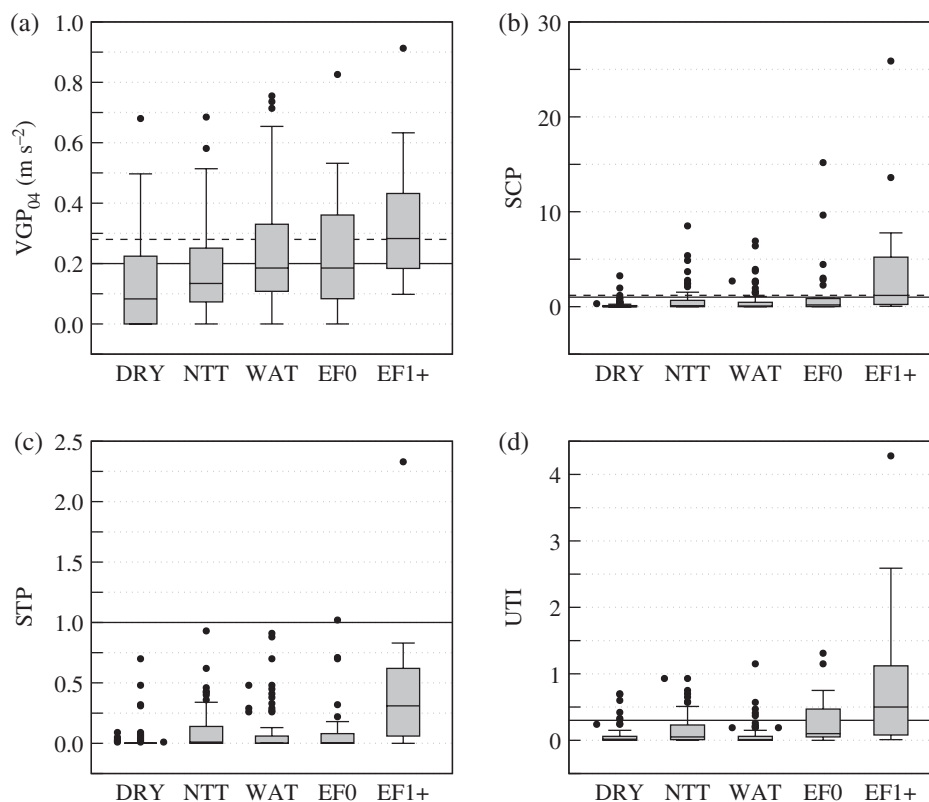 (a)
1.0
0.8
0.6
0.4
0.2
0.0
VGP₀₄ (m s⁻²)
DRY NTT WAT EF0 EF1+
(b)
30
20
10
0
SCP
DRY NTT WAT EF0 EF1+
(c)
2.5
2.0
1.5
1.0
0.5
0.0
STP
DRY NTT WAT EF0 EF1+
(d)
4
3
2
1
0
UTI
DRY NTT WAT EF0 EF1+